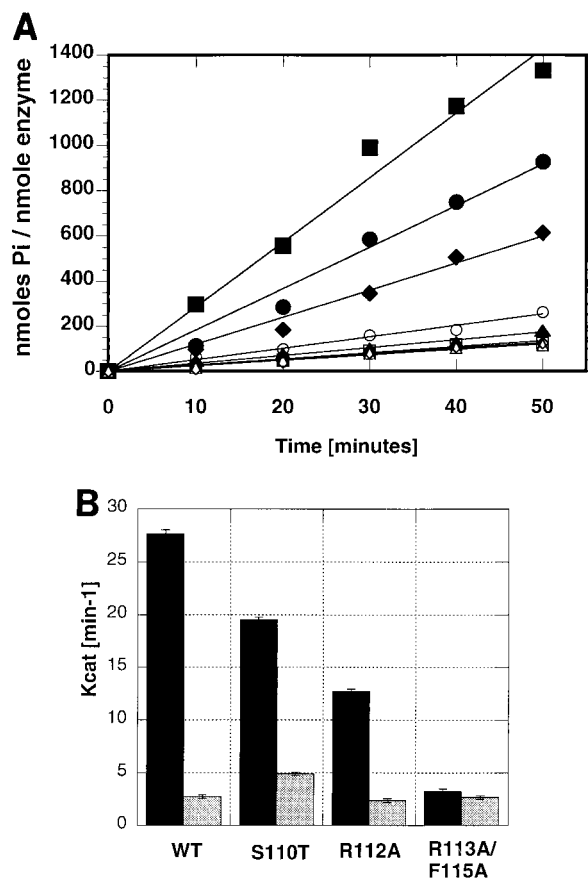 A
1400
1200
1000
800
600
400
200
0
nmoles Pi / nmole enzyme
0 10 20 30 40 50
Time [minutes]
B
30
25
20
15
10
5
0
Kcat [min-1]
WT S110T R112A R113A/
F115A